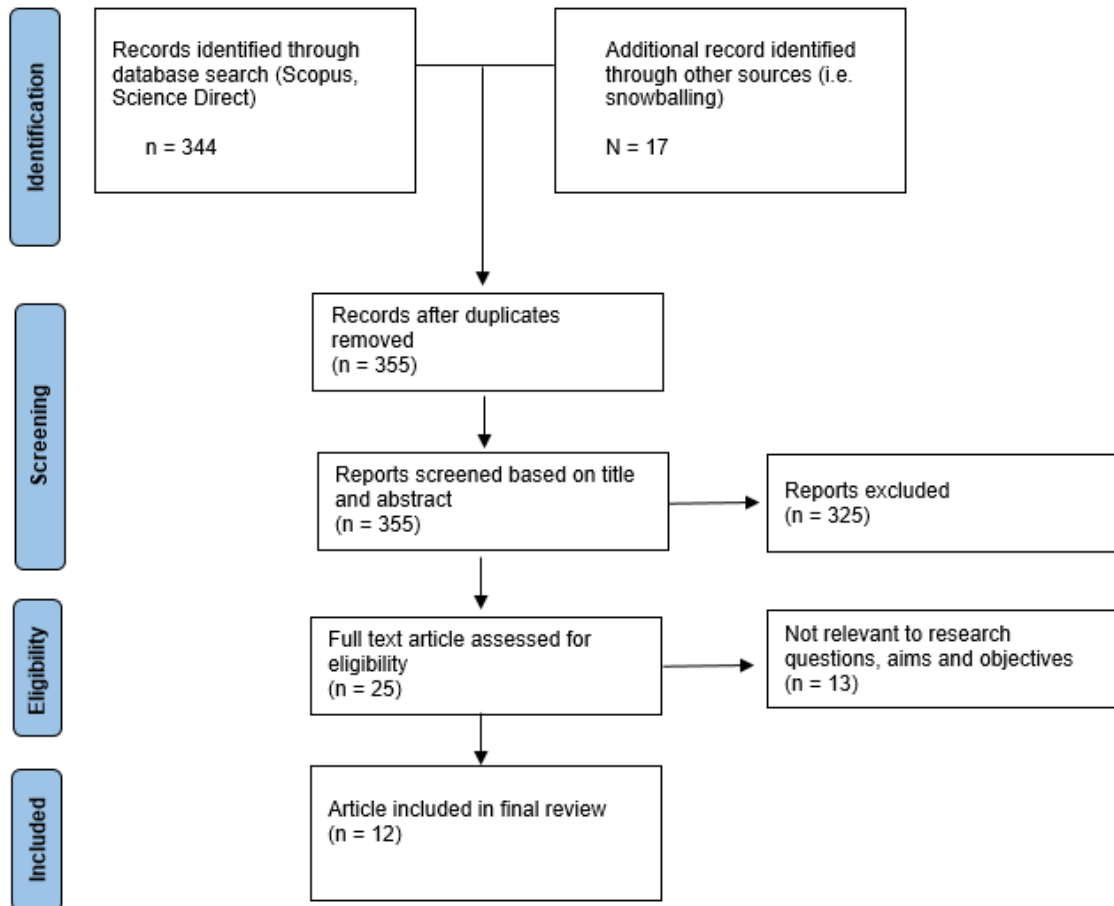 Identification
Records identified through
database search (Scopus,
Science Direct)
n = 344
Additional record identified
through other sources (i.e.
snowballing)
N = 17
Screening
Records after duplicates
removed
(n = 355)
Reports screened based on title
and abstract
(n = 355)
Reports excluded
(n = 325)
Eligibility
Full text article assessed for
eligibility
(n = 25)
Not relevant to research
questions, aims and objectives
(n = 13)
Included
Article included in final review
(n = 12)